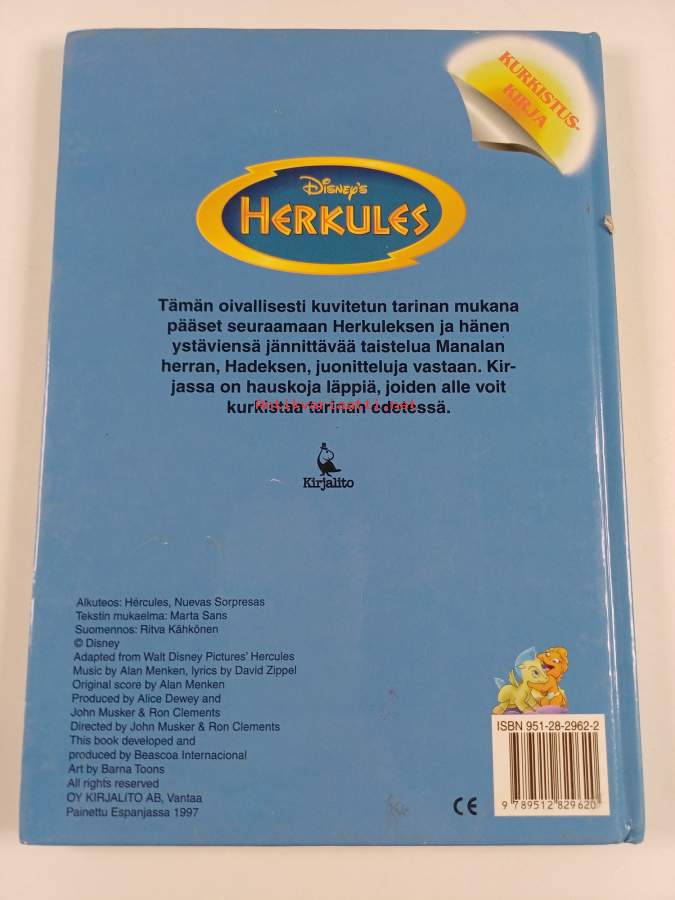 KURKISTUS-
KIRJA
DISNEY'S
HERKULES
Tämän oivallisesti kuvitetun tarinan mukana
pääset seuraamaan Herkuleksen ja hänen
ystäviensä jännittävää taistelua Manalan
herran, Hadeksen, juonitteluja vastaan. Kir-
jassa on hauskoja läppiä, joiden alle voit
kurkistaa tarinan edetessä.
Antikvariaatti.net
Kirjalito
Alkuteos: Hércules, Nuevas Sorpresas
Tekstin mukaelma: Marta Sans
Suomennos: Ritva Kähkönen
© Disney
Adapted from Walt Disney Pictures' Hercules
Music by Alan Menken, lyrics by David Zippel
Original score by Alan Menken
Produced by Alice Dewey and
John Musker & Ron Clements
Directed by John Musker & Ron Clements
This book developed and
produced by Beascoa Internacional
Art by Barna Toons
All rights reserved
OY KIRJALITO AB, Vantaa
Painettu Espanjassa 1997
CE
ISBN 951-28-2962-2
9 789512 829620